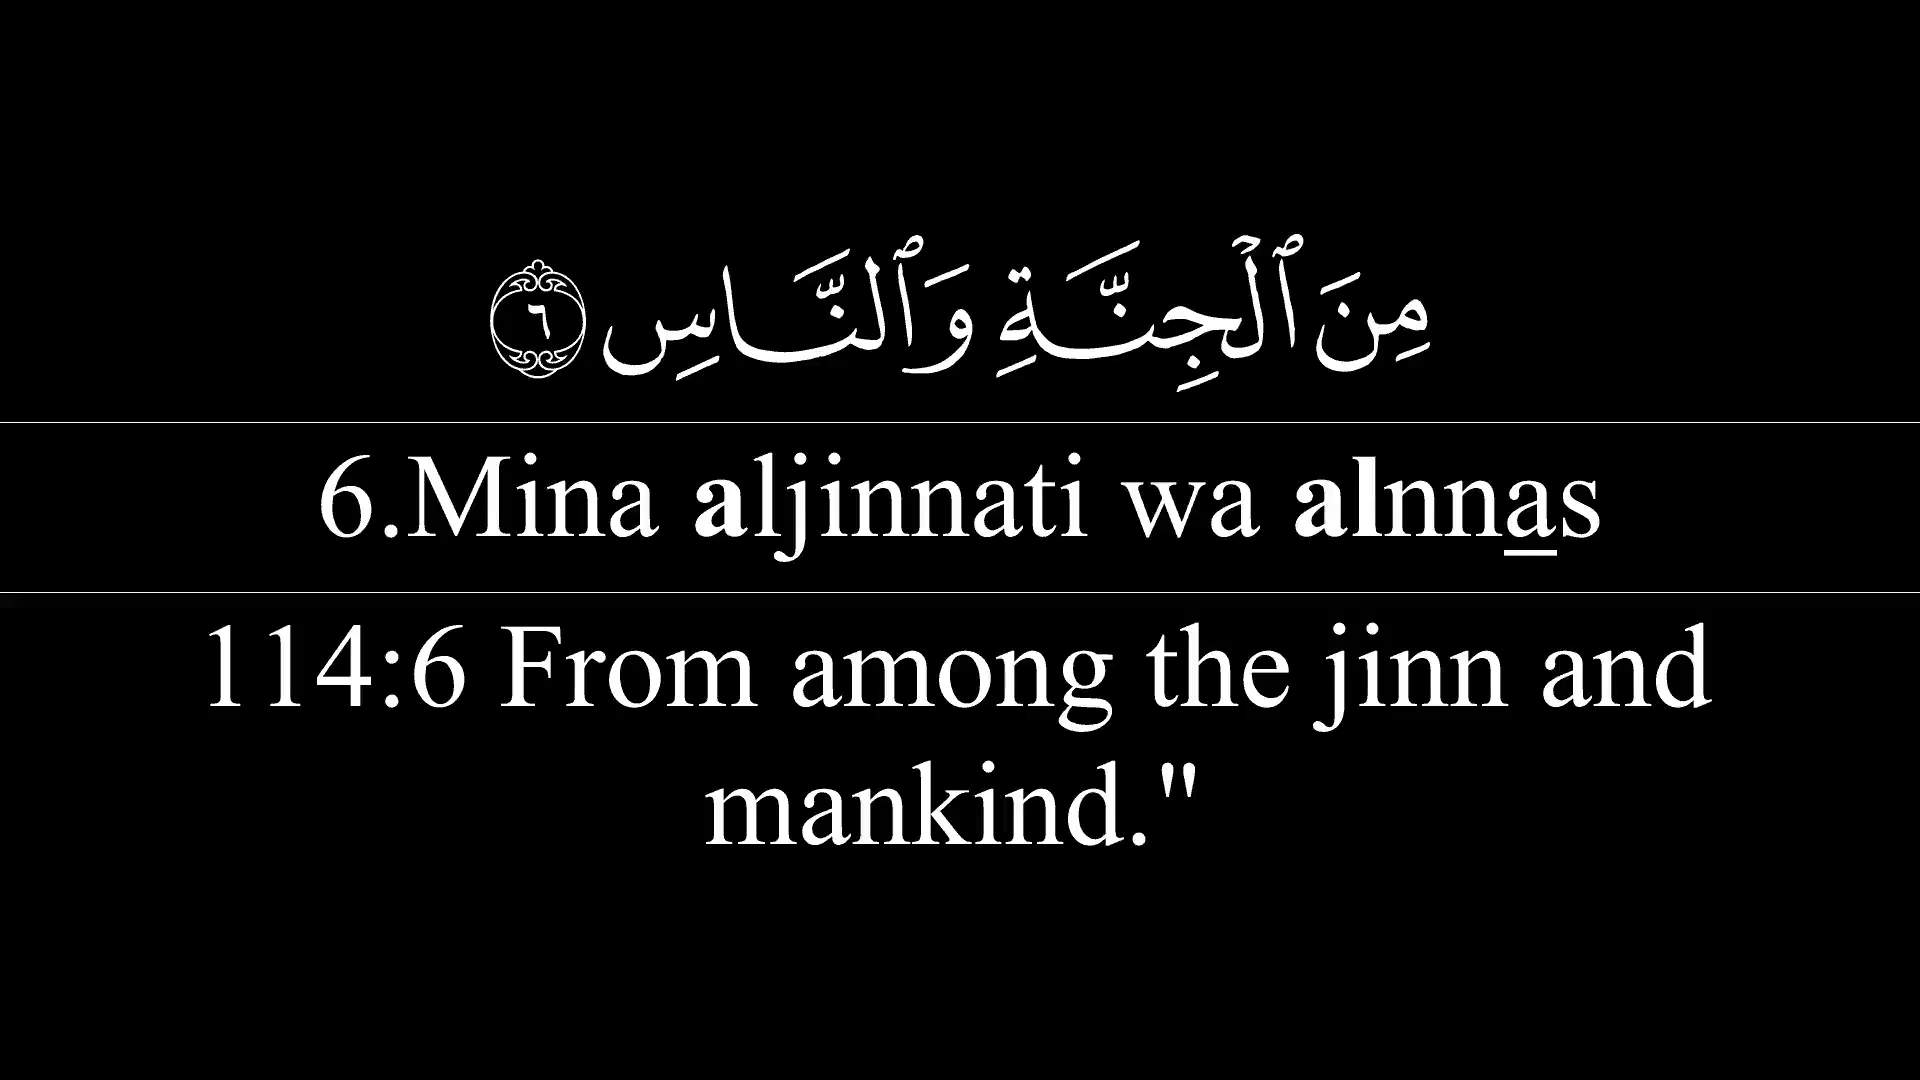 مِنَ ٱلْجِنَّةِ وَٱلنَّاسِ ٦
6.Mina aljinnati wa alnnas
114:6 From among the jinn and
mankind."